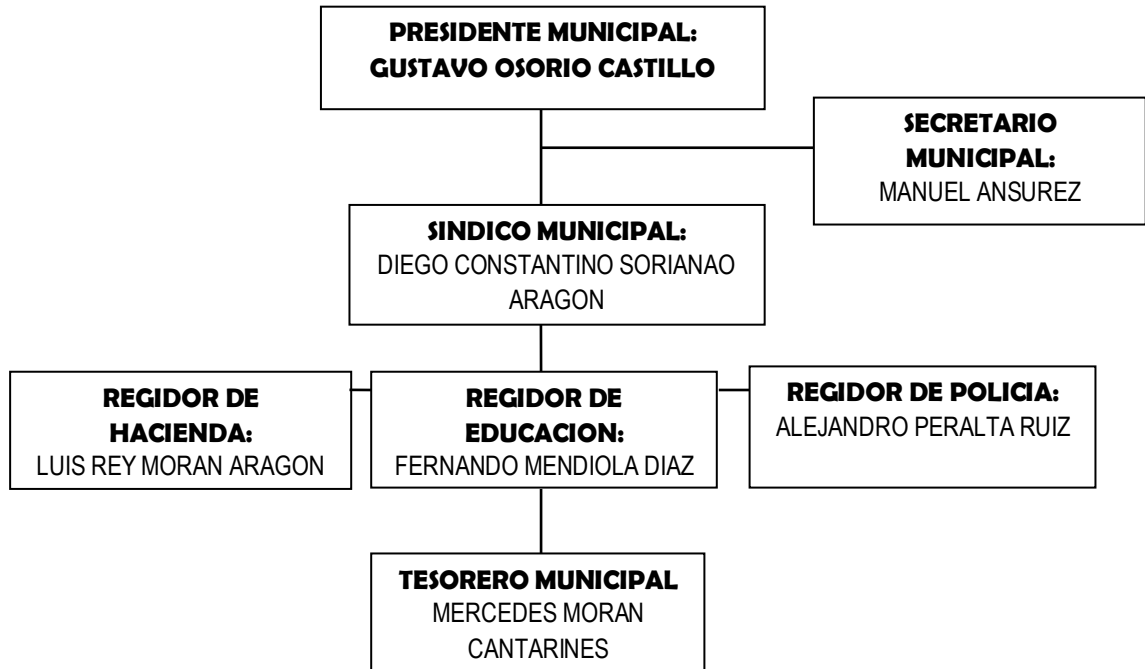 PRESIDENTE MUNICIPAL:
GUSTAVO OSORIO CASTILLO
SECRETARIO
MUNICIPAL:
MANUEL ANSUREZ
SINDICO MUNICIPAL:
DIEGO CONSTANTINO SORIANAO
ARAGON
REGIDOR DE
HACIENDA:
LUIS REY MORAN ARAGON
REGIDOR DE
EDUCACION:
FERNANDO MENDIOLA DIAZ
REGIDOR DE POLICIA:
ALEJANDRO PERALTA RUIZ
TESORERO MUNICIPAL
MERCEDES MORAN
CANTARINES